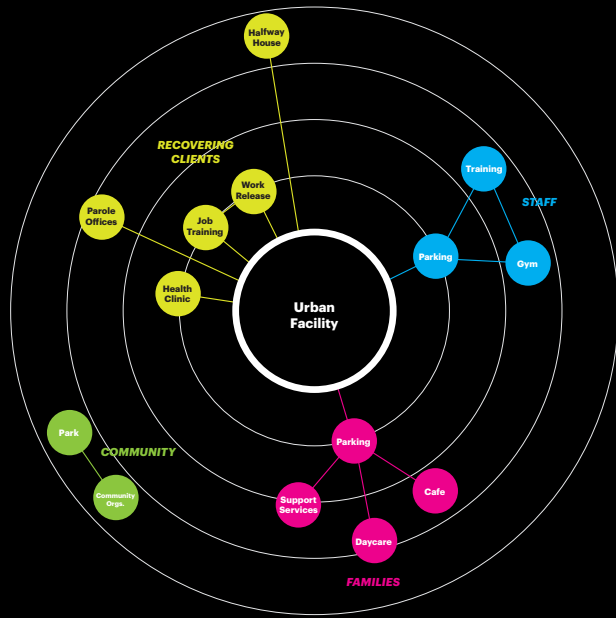 Halfway
House
RECOVERING
CLIENTS
Work
Release
Parole
Offices
Job
Training
Health
Clinic
Training
STAFF
Parking
Gym
Urban
Facility
Park
COMMUNITY
Community
Orgs.
Parking
Support
Services
Cafe
Daycare
FAMILIES